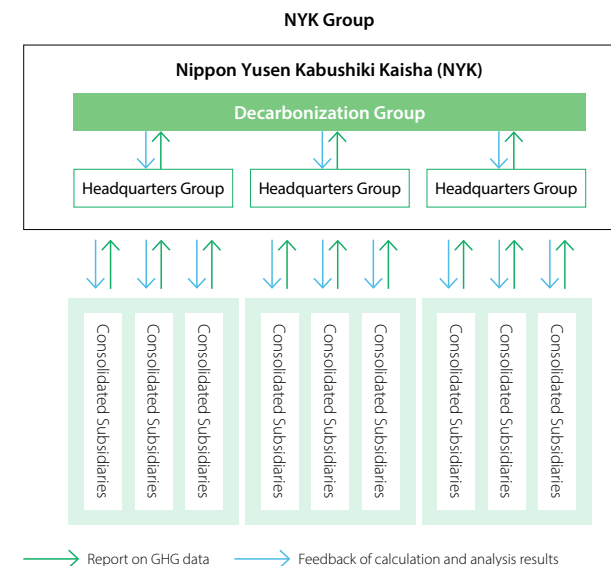 NYK Group
Nippon Yusen Kabushiki Kaisha (NYK)
Decarbonization Group
Headquarters Group
Headquarters Group
Headquarters Group
Consolidated Subsidiaries
Consolidated Subsidiaries
Consolidated Subsidiaries
Consolidated Subsidiaries
Consolidated Subsidiaries
Consolidated Subsidiaries
Consolidated Subsidiaries
Consolidated Subsidiaries
Consolidated Subsidiaries
Report on GHG data
Feedback of calculation and analysis results